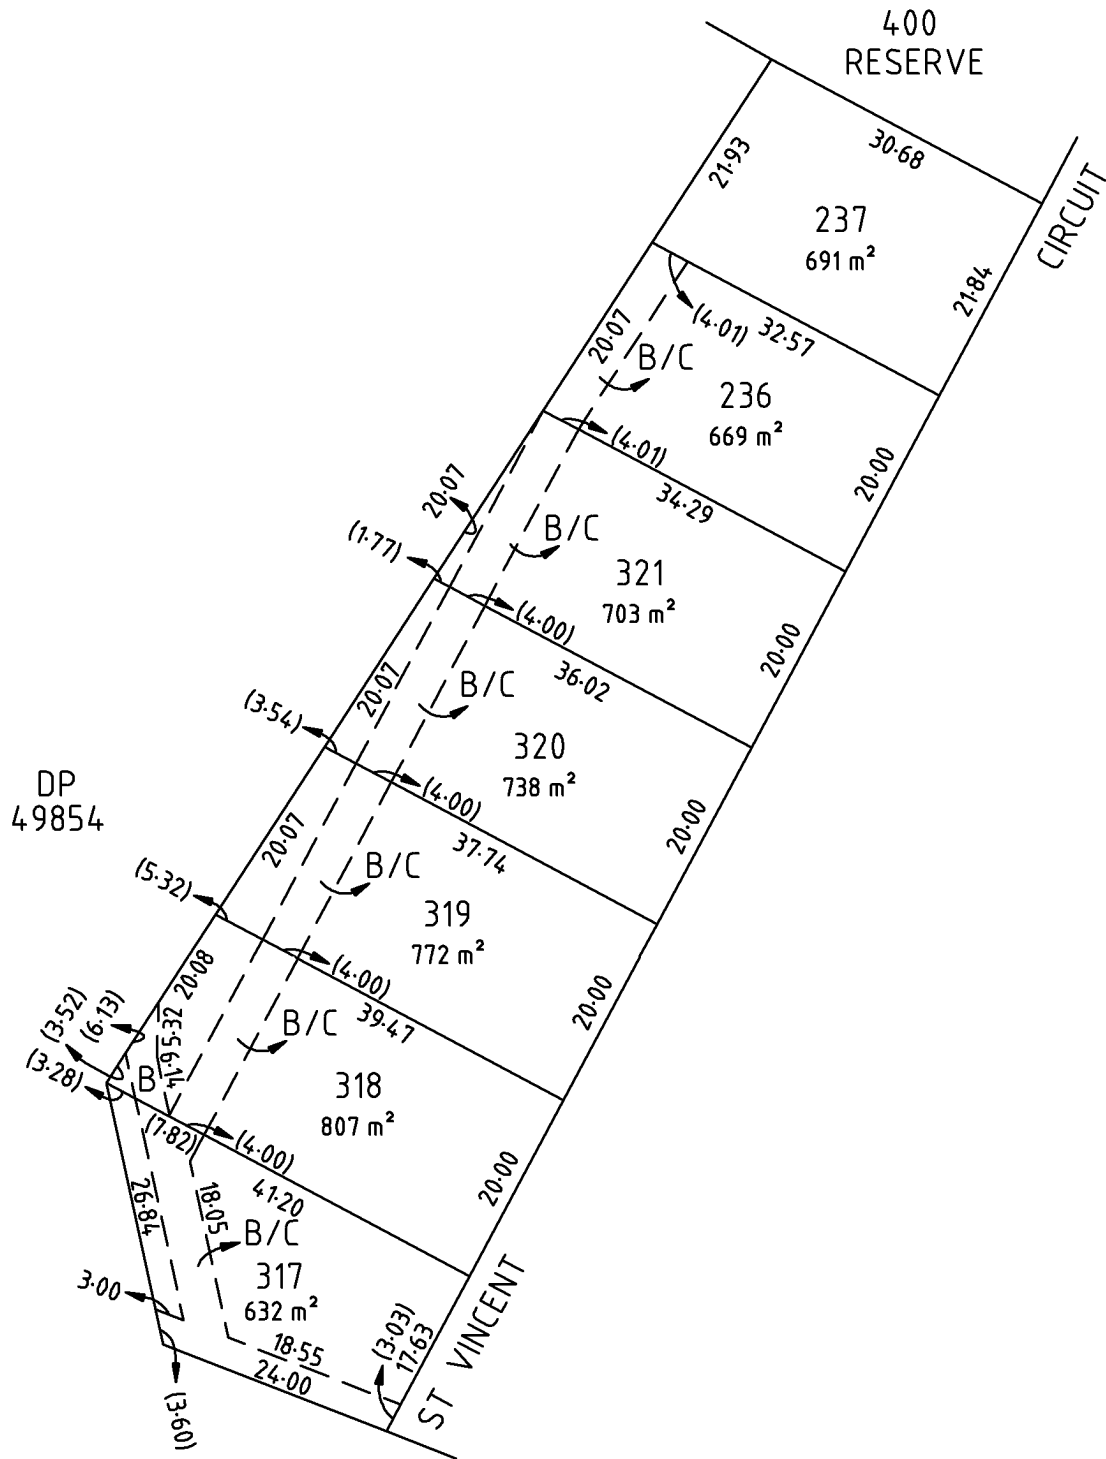 400
RESERVE
30·68
21·93
CIRCUIT
237
691 m²
21·84
20·07
(4·01)
32·57
B/C
236
669 m²
(4·01)
20·00
34·29
20·07
(1·77)
B/C
321
703 m²
(4·00)
20·00
36·02
20·07
B/C
(3·54)
320
738 m²
(4·00)
DP
49854
20·00
37·74
20·07
B/C
(5·32)
319
772 m²
(4·00)
20·08
20·00
39·47
(3·52)
(6·13)
5·32
B/C
(3·28)
B
6·14
318
807 m²
(7·82)
(4·00)
20·00
41·20
26·84
18·05
B/C
3·00
317
632 m²
(3·03)
17·63
18·55
24·00
ST VINCENT
(3·60)